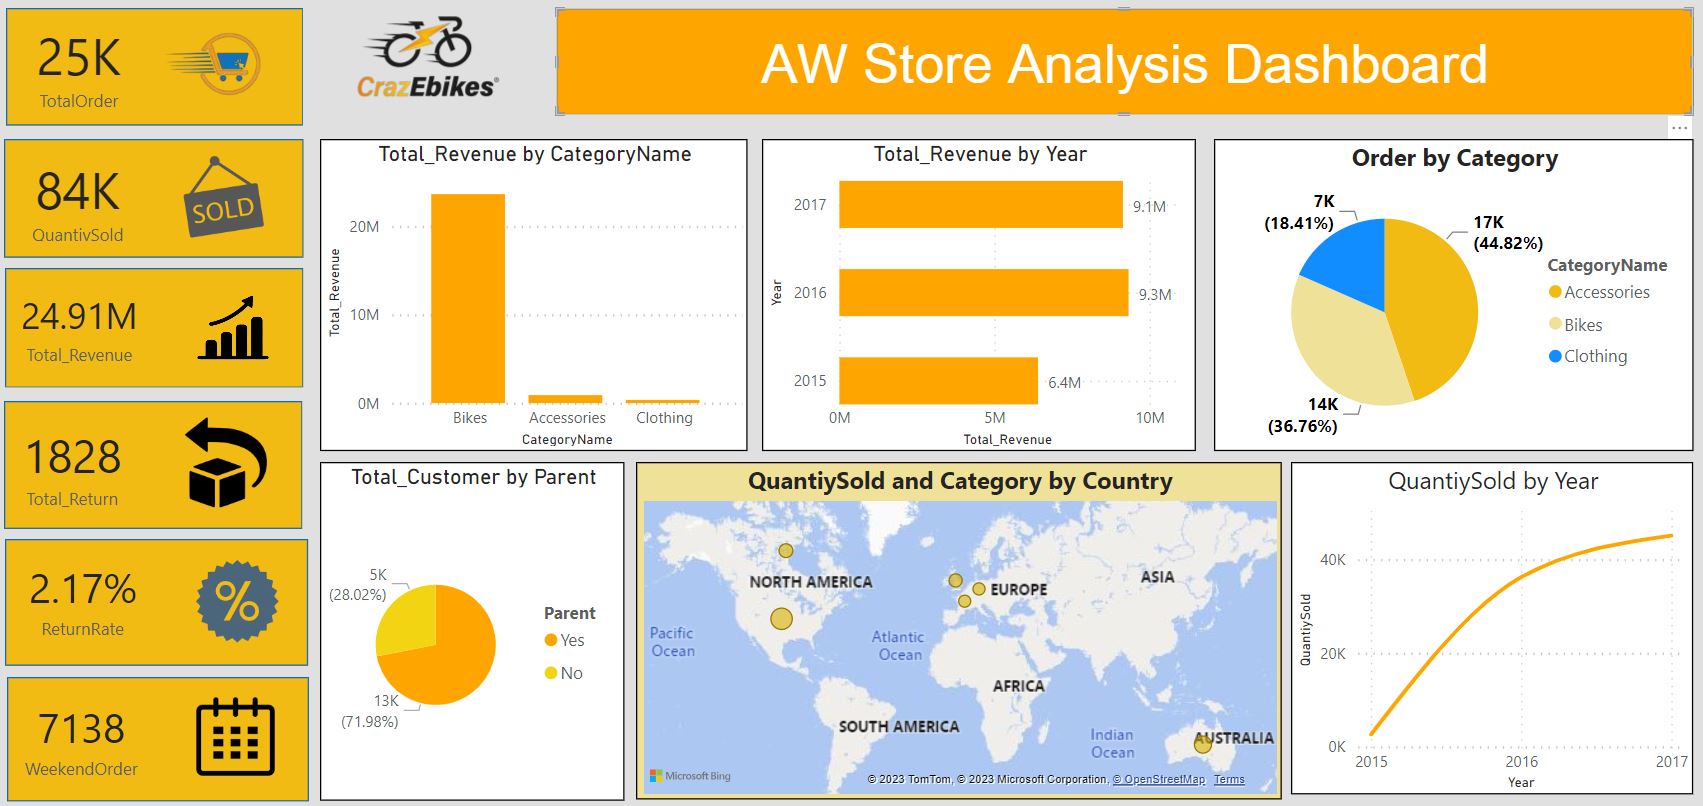 25K
TotalOrder
CrazEbikes®
AW Store Analysis Dashboard
84K
QuantivSold
SOLD
24.91M
Total_Revenue
1828
Total_Return
2.17%
ReturnRate
%
7138
WeekendOrder
Total_Revenue by CategoryName
Total_Revenue
20M
10M
0M
Bikes
Accessories
Clothing
CategoryName
Total_Revenue by Year
Year
2017
9.1M
2016
9.3M
2015
6.4M
0M
5M
10M
Total_Revenue
Order by Category
7K
(18.41%)
17K
(44.82%)
14K
(36.76%)
CategoryName
Accessories
Bikes
Clothing
Total_Customer by Parent
5K
(28.02%)
13K
(71.98%)
Parent
Yes
No
QuantiySold and Category by Country
NORTH AMERICA
EUROPE
ASIA
Pacific
Ocean
Atlantic
Ocean
AFRICA
SOUTH AMERICA
Indian
Ocean
AUSTRALIA
Microsoft Bing
© 2023 TomTom, © 2023 Microsoft Corporation, © OpenStreetMap Terms
QuantiySold by Year
QuantiySold
40K
20K
0K
2015
2016
2017
Year